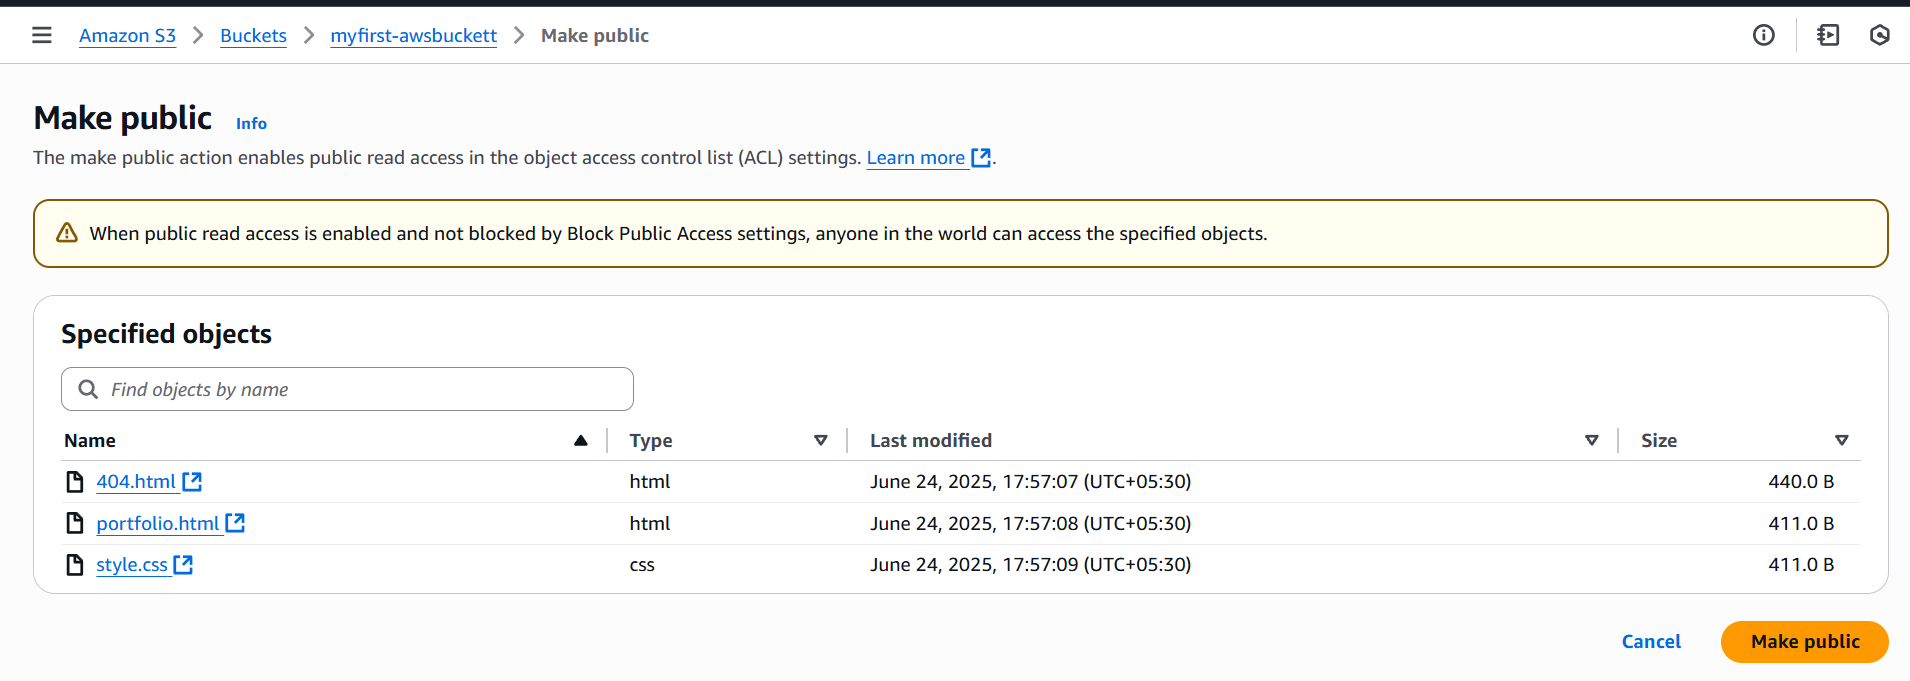 Amazon S3 Buckets myfirst-awsbuckett Make public
Make public Info
The make public action enables public read access in the object access control list (ACL) settings. Learn more .
When public read access is enabled and not blocked by Block Public Access settings, anyone in the world can access the specified objects.
Specified objects
Find objects by name
Name Type Last modified Size
404.html html June 24, 2025, 17:57:07 (UTC+05:30) 440.0 B
portfolio.html html June 24, 2025, 17:57:08 (UTC+05:30) 411.0 B
style.css css June 24, 2025, 17:57:09 (UTC+05:30) 411.0 B
Cancel Make public